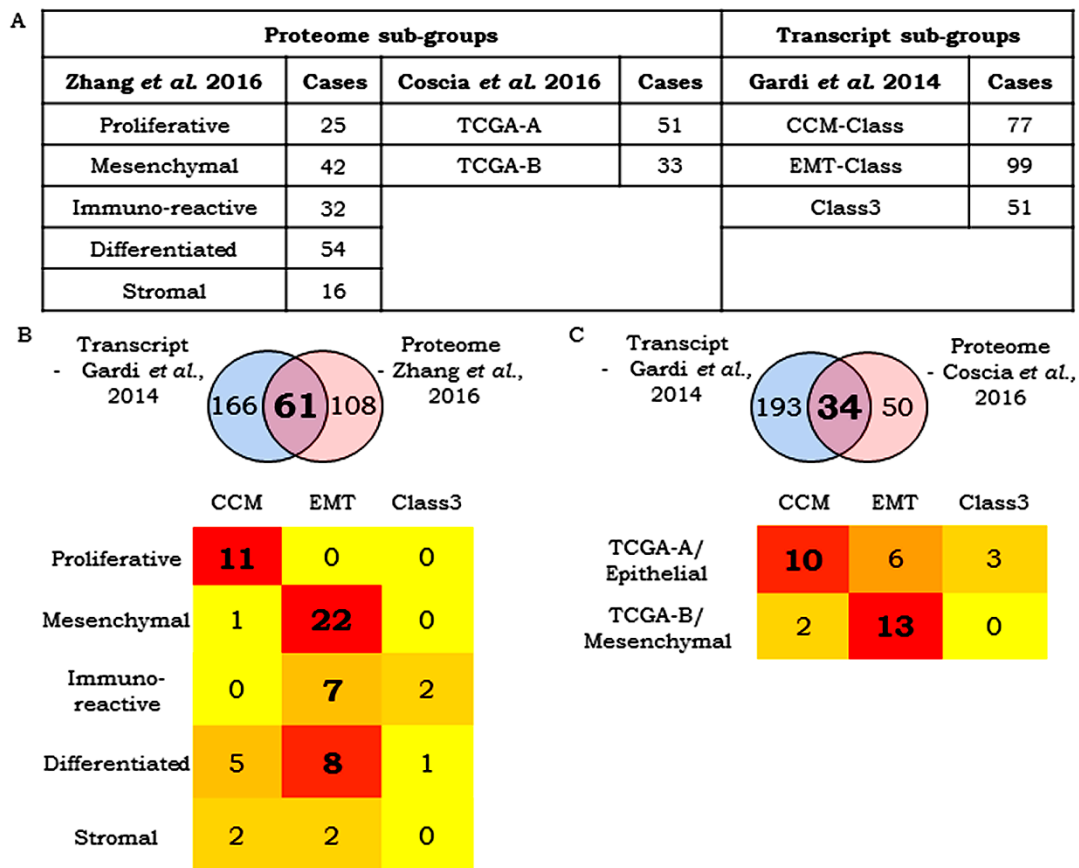 A
Proteome sub-groups Transcript sub-groups
Zhang et al. 2016 Cases Coscia et al. 2016 Cases Gardi et al. 2014 Cases
Proliferative 25 TCGA-A 51 CCM-Class 77
Mesenchymal 42 TCGA-B 33 EMT-Class 99
Immuno-reactive 32 Class3 51
Differentiated 54
Stromal 16
B
Transcript
- Gardi et al.,
2014
166 61 108
Proteome
- Zhang et al.,
2016
CCM EMT Class3
Proliferative 11 0 0
Mesenchymal 1 22 0
Immuno-
reactive 0 7 2
Differentiated 5 8 1
Stromal 2 2 0
C
Transcipt
- Gardi et al.,
2014
193 34 50
Proteome
- Coscia et al.,
2016
CCM EMT Class3
TCGA-A/
Epithelial 10 6 3
TCGA-B/
Mesenchymal 2 13 0